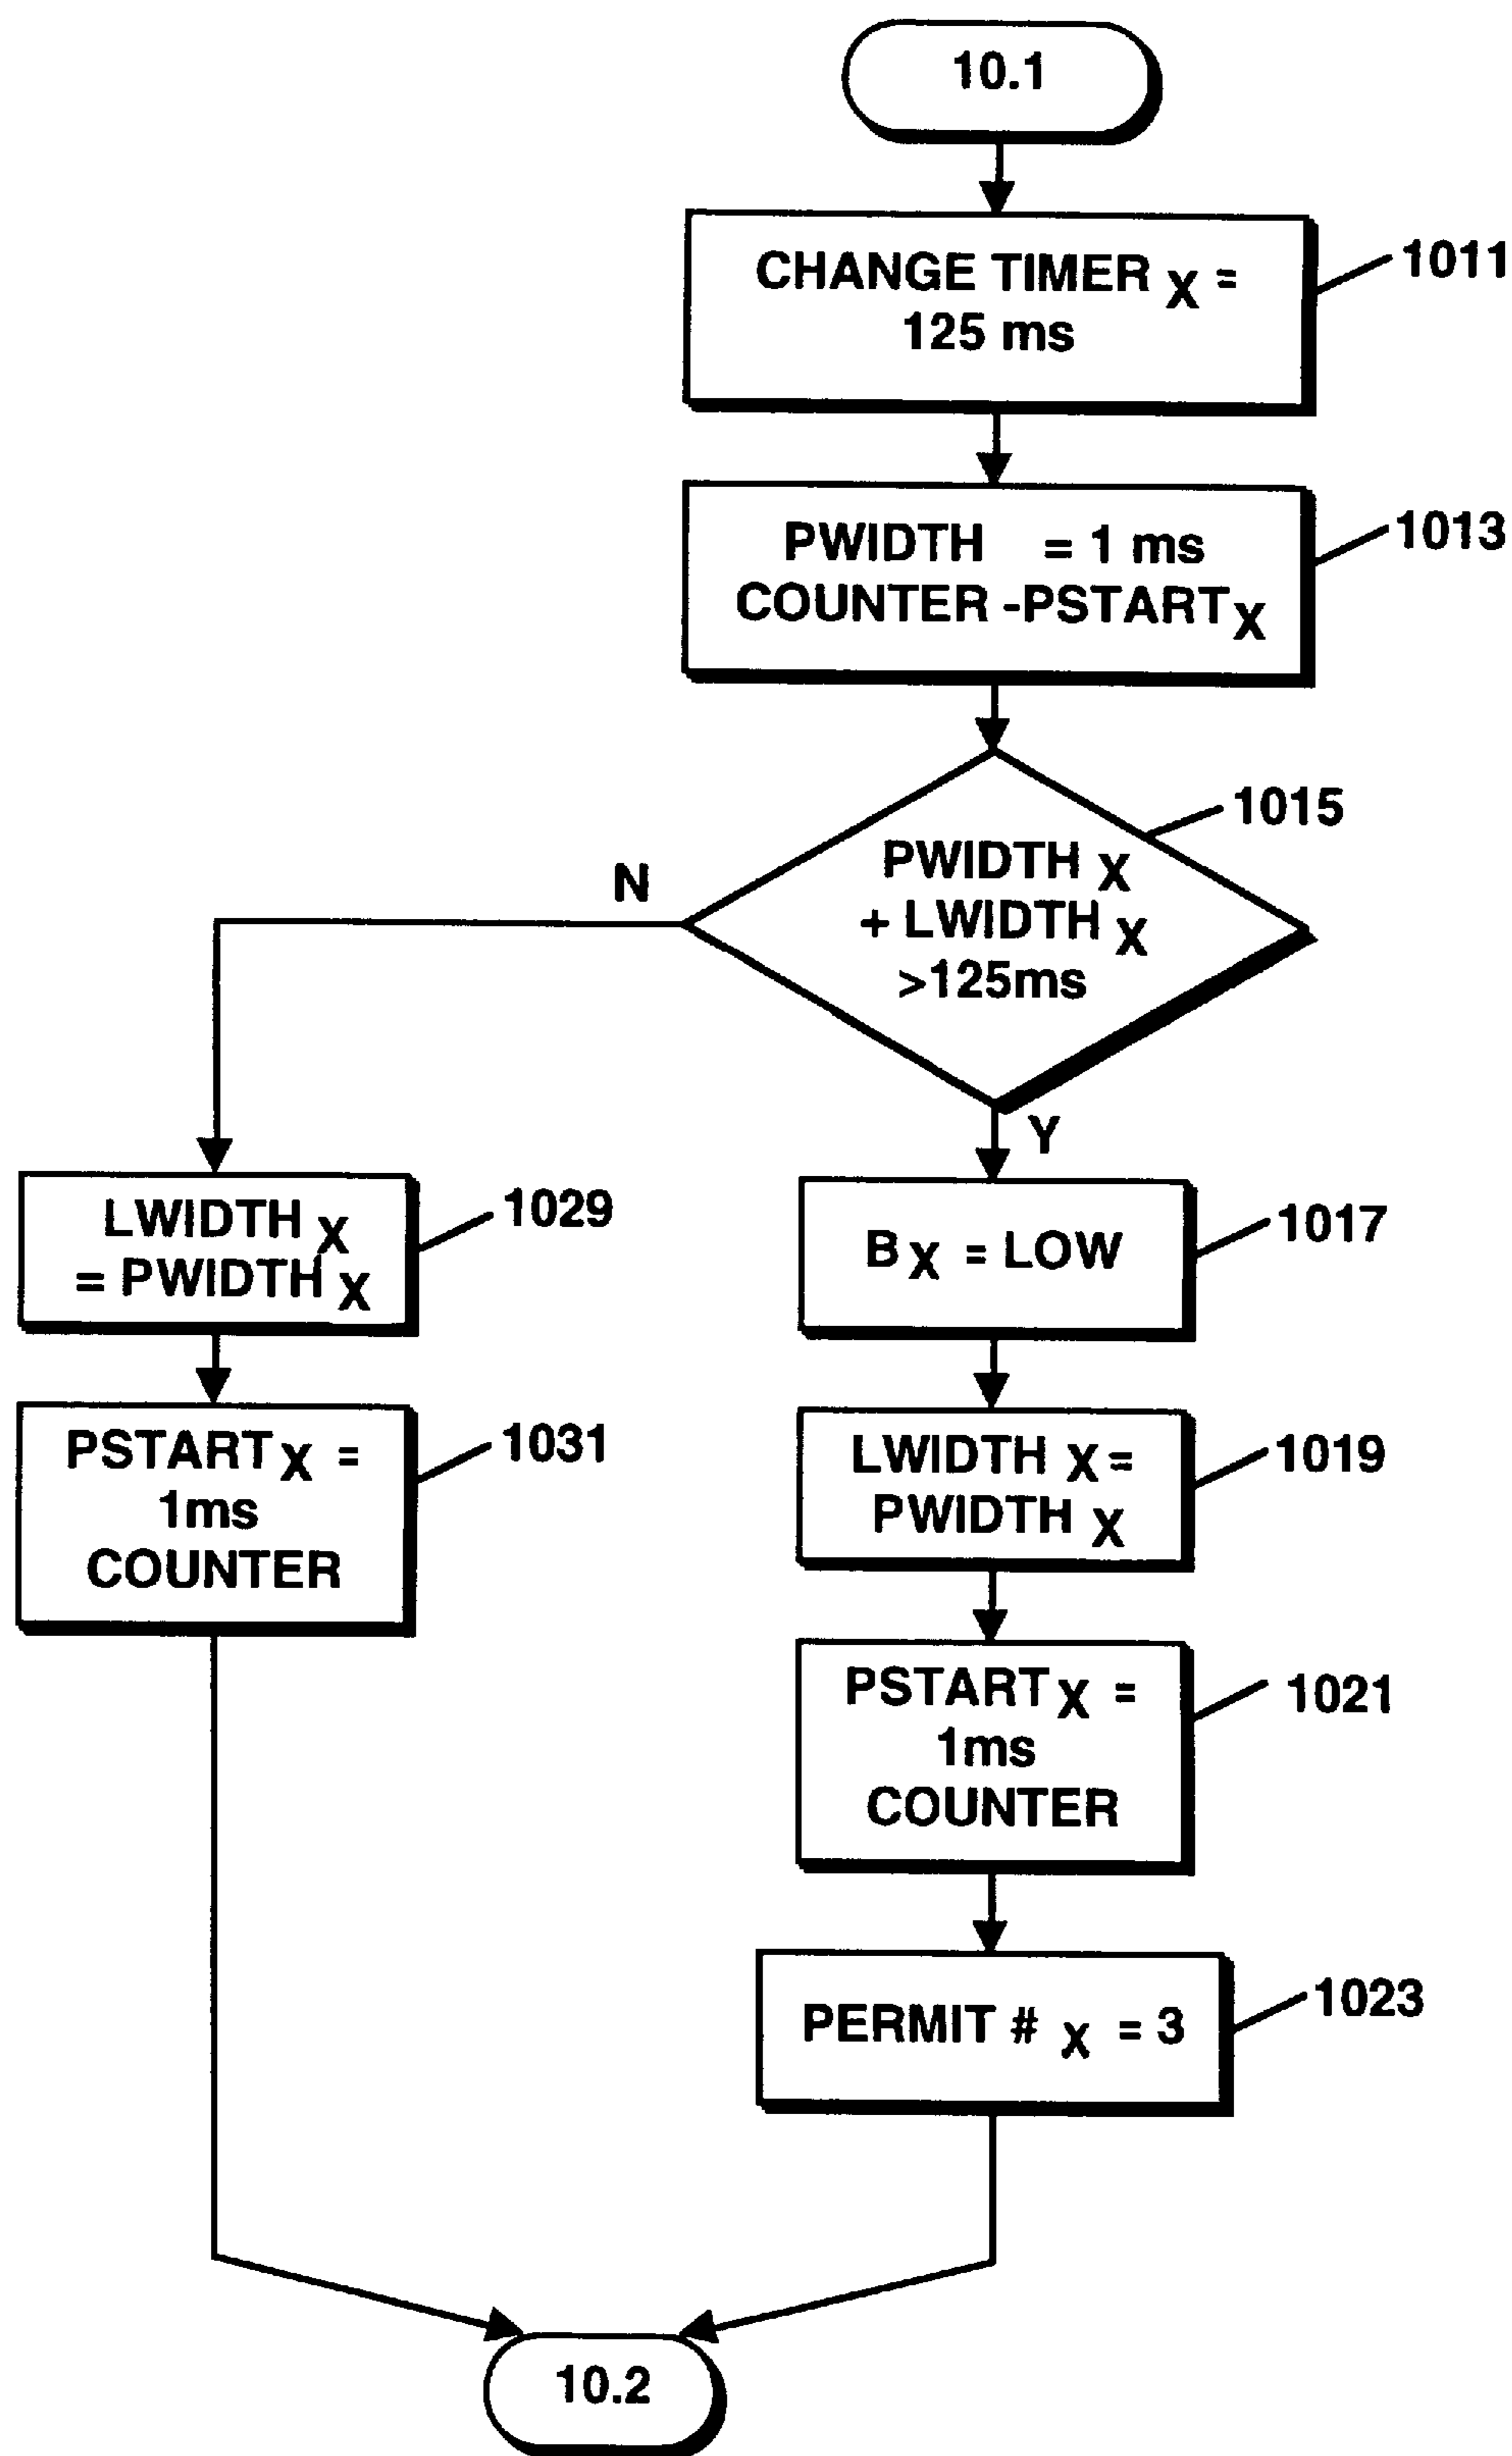 10.1
CHANGE TIMER X =
125 ms
1011
PWIDTH = 1 ms
COUNTER -PSTART X
1013
PWIDTH X
+ LWIDTH X
>125ms
1015
N
Y
LWIDTH X
= PWIDTH X
1029
B X = LOW
1017
PSTART X =
1ms
COUNTER
1031
LWIDTH X =
PWIDTH X
1019
PSTART X =
1ms
COUNTER
1021
PERMIT # X = 3
1023
10.2